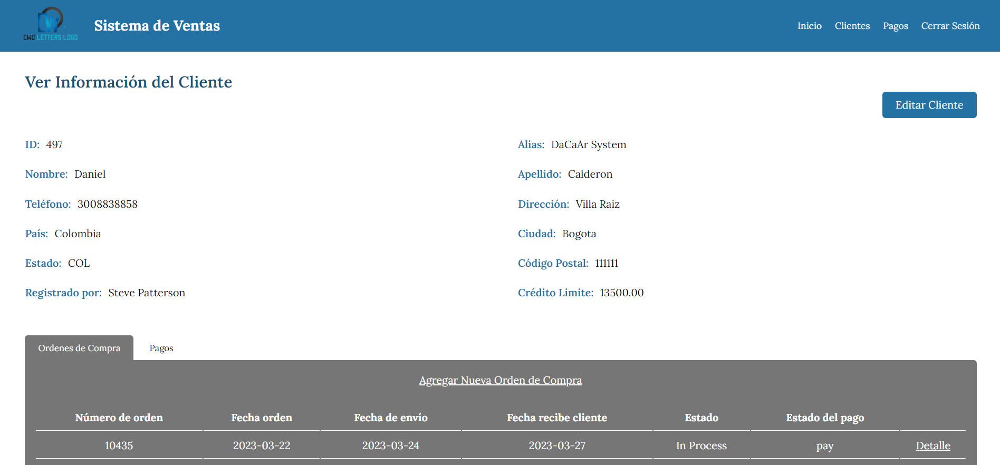 CWO LETTERS LOGO
Sistema de Ventas
Inicio Clientes Pagos Cerrar Sesión
Ver Información del Cliente
Editar Cliente
ID: 497
Alias: DaCaAr System
Nombre: Daniel
Apellido: Calderon
Teléfono: 3008838858
Dirección: Villa Raiz
País: Colombia
Ciudad: Bogota
Estado: COL
Código Postal: 111111
Registrado por: Steve Patterson
Crédito Limite: 13500.00
Ordenes de Compra Pagos
Agregar Nueva Orden de Compra
Número de orden Fecha orden Fecha de envío Fecha recibe cliente Estado Estado del pago
10435 2023-03-22 2023-03-24 2023-03-27 In Process pay Detalle